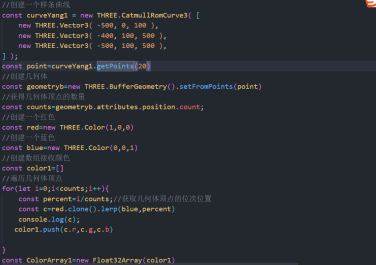 //创建一个样条曲线
const curveYang1 = new THREE.CatmullRomCurve3( [
new THREE.Vector3( -500, 0, 100 ),
new THREE.Vector3( -400, 100, 500 ),
new THREE.Vector3( -500, 100, 500 ),
] );
const point=curveYang1.getPoints(20)
//创建几何体
const geometryb=new THREE.BufferGeometry().setFromPoints(point)
//获得几何体顶点的数量
const counts=geometryb.attributes.position.count;
//创建一个红色
const red=new THREE.Color(1,0,0)
//创建一个蓝色
const blue=new THREE.Color(0,0,1)
//创建数组接收颜色
const color1=[]
//遍历几何体顶点
for(let i=0;i<counts;i++){
const percent=i/counts;//获取几何体顶点的位次位置
const c=red.clone().lerp(blue,percent)
console.log(c);
color1.push(c.r,c.g,c.b)
}
const ColorArray1=new Float32Array(color1)